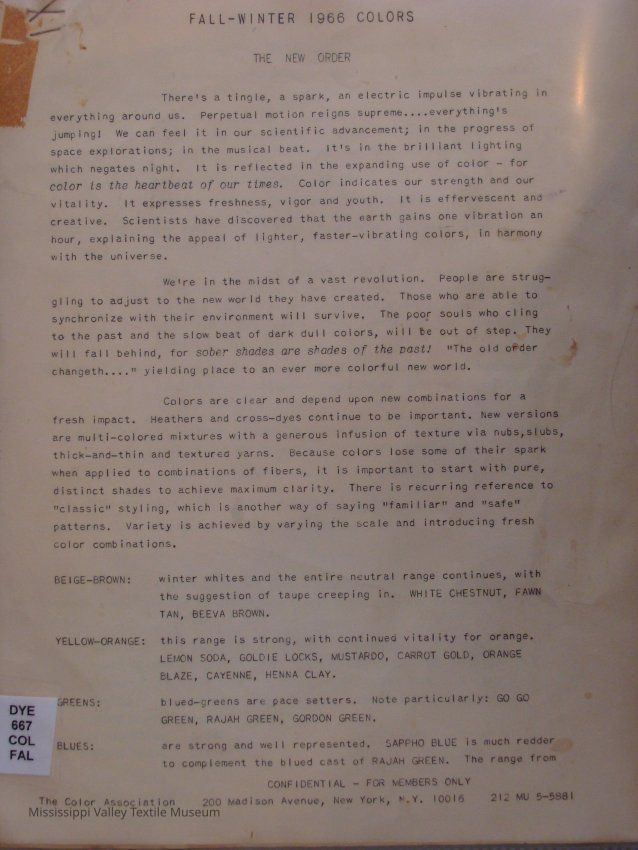 FALL-WINTER 1966 COLORS
THE NEW ORDER
There's a tingle, a spark, an electric impulse vibrating in
everything around us. Perpetual motion reigns supreme....everything's
jumping! We can feel it in our scientific advancement; in the progress of
space explorations; in the musical beat. It's in the brilliant lighting
which negates night. It is reflected in the expanding use of color - for
color is the heartbeat of our times. Color indicates our strength and our
vitality. It expresses freshness, vigor and youth. It is effervescent and
creative. Scientists have discovered that the earth gains one vibration an
hour, explaining the appeal of lighter, faster-vibrating colors, in harmony
with the universe.
We're in the midst of a vast revolution. People are strug-
gling to adjust to the new world they have created. Those who are able to
synchronize with their environment will survive. The poor souls who cling
to the past and the slow beat of dark dull colors, will be out of step. They
will fall behind, for sober shades are shades of the past! "The old order
changeth...." yielding place to an ever more colorful new world.
Colors are clear and depend upon new combinations for a
fresh impact. Heathers and cross-dyes continue to be important. New versions
are multi-colored mixtures with a generous infusion of texture via nubs,slubs,
thick-and-thin and textured yarns. Because colors lose some of their spark
when applied to combinations of fibers, it is important to start with pure,
distinct shades to achieve maximum clarity. There is recurring reference to
"classic" styling, which is another way of saying "familiar" and "safe"
patterns. Variety is achieved by varying the scale and introducing fresh
color combinations.
BEIGE-BROWN: winter whites and the entire neutral range continues, with
the suggestion of taupe creeping in. WHITE CHESTNUT, FAWN
TAN, BEEVA BROWN.
YELLOW-ORANGE: this range is strong, with continued vitality for orange.
LEMON SODA, GOLDIE LOCKS, MUSTARDO, CARROT GOLD, ORANGE
BLAZE, CAYENNE, HENNA CLAY.
GREENS: blued-greens are pace setters. Note particularly: GO GO
GREEN, RAJAH GREEN, GORDON GREEN.
BLUES: are strong and well represented. SAPPHO BLUE is much redder
to complement the blued cast of RAJAH GREEN. The range from
DYE
667
COL
FAL
CONFIDENTIAL - FOR MEMBERS ONLY
The Color Association 200 Madison Avenue, New York, N.Y. 10016 212 MU 5-5881
Mississippi Valley Textile Museum